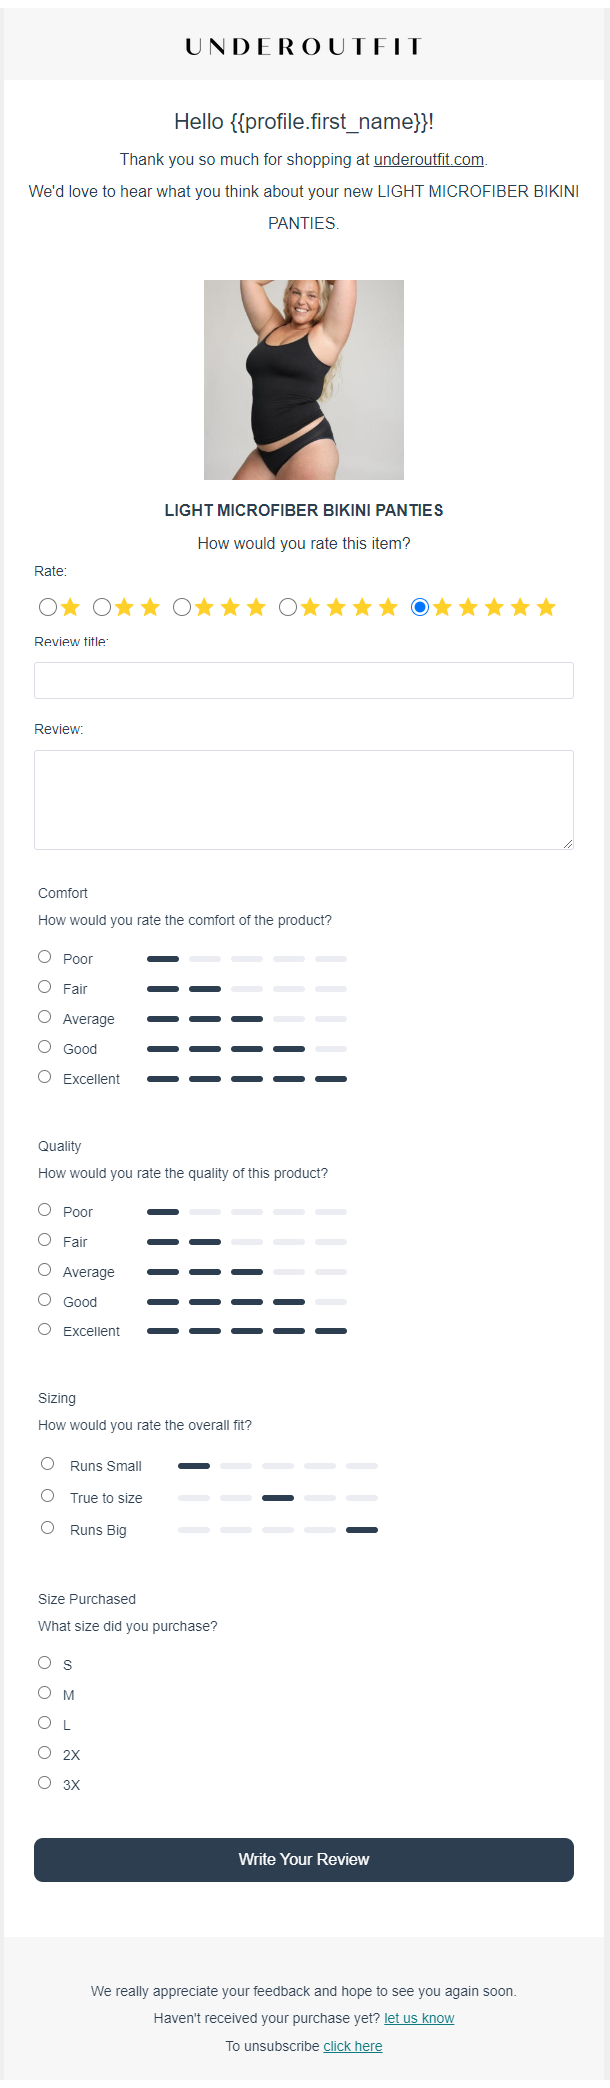 UNDEROUTFIT
Hello {{profile.first_name}}!
Thank you so much for shopping at underoutfit.com.
We'd love to hear what you think about your new LIGHT MICROFIBER BIKINI
PANTIES.
LIGHT MICROFIBER BIKINI PANTIES
How would you rate this item?
Rate:
Review title:
Review:
Comfort
How would you rate the comfort of the product?
Poor
Fair
Average
Good
Excellent
Quality
How would you rate the quality of this product?
Poor
Fair
Average
Good
Excellent
Sizing
How would you rate the overall fit?
Runs Small
True to size
Runs Big
Size Purchased
What size did you purchase?
S
M
L
2X
3X
Write Your Review
We really appreciate your feedback and hope to see you again soon.
Haven't received your purchase yet? let us know
To unsubscribe click here